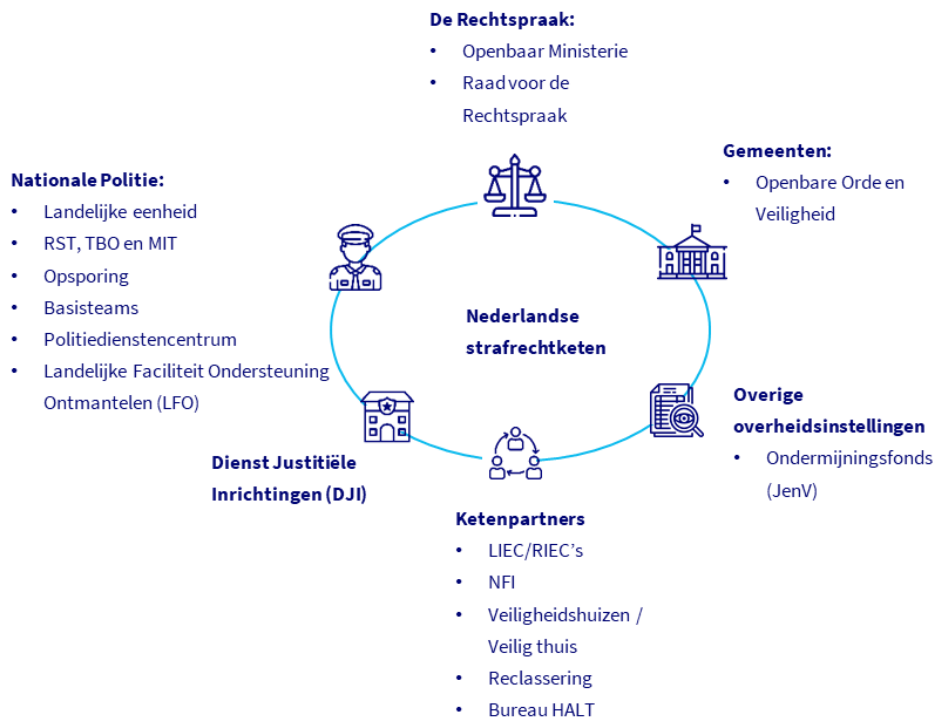 De Rechtspraak:
• Openbaar Ministerie
• Raad voor de
Rechtspraak
Gemeenten:
• Openbare Orde en
Veiligheid
Nationale Politie:
• Landelijke eenheid
• RST, TBO en MIT
• Opsporing
• Basisteams
• Politiedienstencentrum
• Landelijke Faciliteit Ondersteuning
Ontmantelen (LFO)
Nederlandse
strafrechtketen
Overige
overheidsinstellingen
• Ondermijningsfonds
(JenV)
Dienst Justitiële
Inrichtingen (DJI)
Ketenpartners
• LIEC/RIEC’s
• NFI
• Veiligheidshuizen /
Veilig thuis
• Reclassering
• Bureau HALT